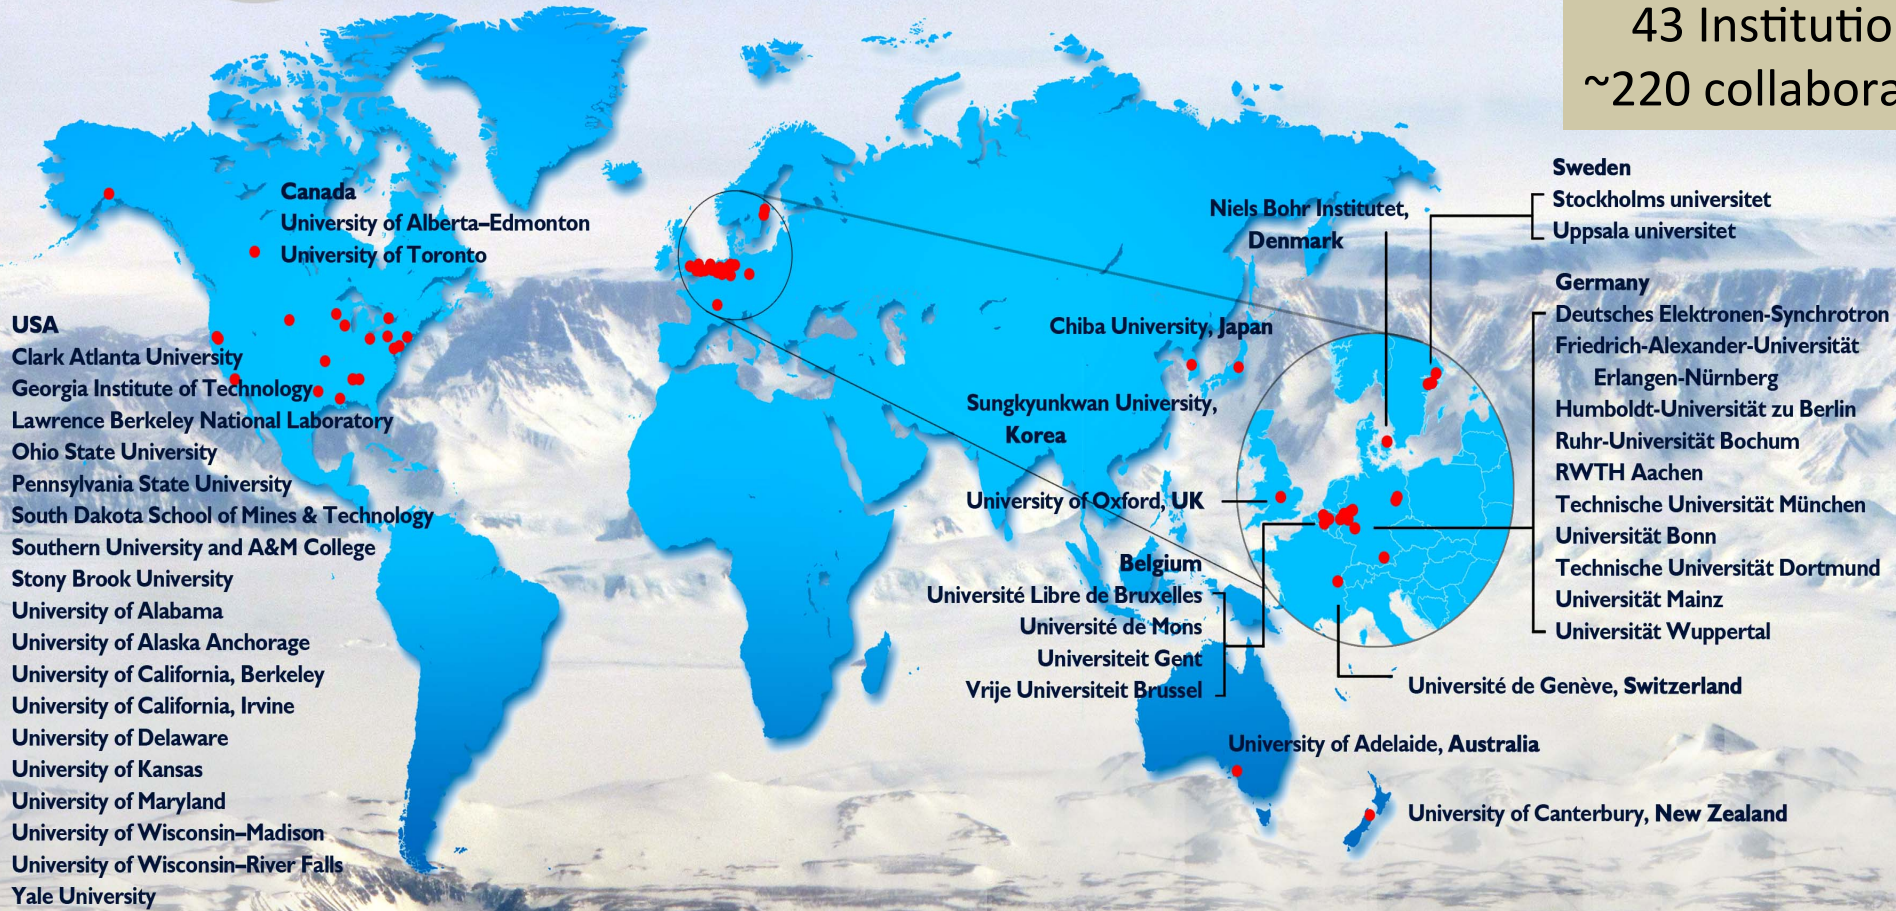 43 Institutio
~220 collabora
Canada
University of Alberta–Edmonton
University of Toronto
USA
Clark Atlanta University
Georgia Institute of Technology
Lawrence Berkeley National Laboratory
Ohio State University
Pennsylvania State University
South Dakota School of Mines & Technology
Southern University and A&M College
Stony Brook University
University of Alabama
University of Alaska Anchorage
University of California, Berkeley
University of California, Irvine
University of Delaware
University of Kansas
University of Maryland
University of Wisconsin–Madison
University of Wisconsin–River Falls
Yale University
Niels Bohr Institutet,
Denmark
Chiba University, Japan
Sungkyunkwan University,
Korea
University of Oxford, UK
Belgium
Université Libre de Bruxelles
Université de Mons
Universiteit Gent
Vrije Universiteit Brussel
Sweden
Stockholms universitet
Uppsala universitet
Germany
Deutsches Elektronen-Synchrotron
Friedrich-Alexander-Universität
Erlangen-Nürnberg
Humboldt-Universität zu Berlin
Ruhr-Universität Bochum
RWTH Aachen
Technische Universität München
Universität Bonn
Technische Universität Dortmund
Universität Mainz
Universität Wuppertal
Université de Genève, Switzerland
University of Adelaide, Australia
University of Canterbury, New Zealand